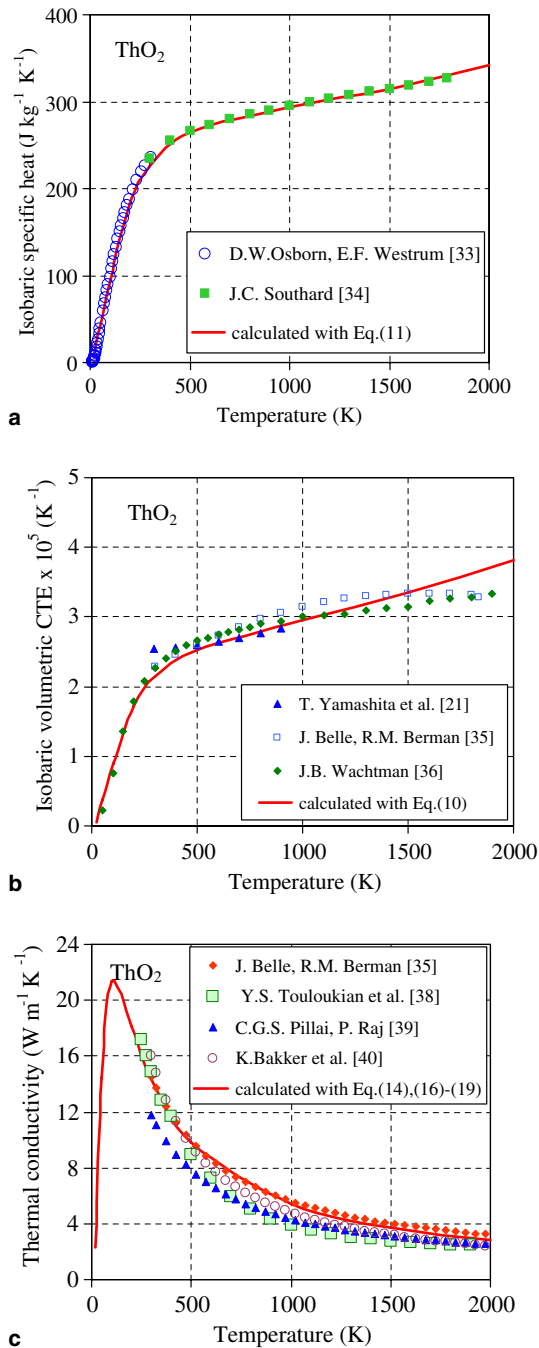 400
300
200
100
0
ThO2
D.W.Osborn, E.F. Westrum [33]
J.C. Southard [34]
calculated with Eq.(11)
0 500 1000 1500 2000
Isobaric specific heat (J kg-1 K-1)
Temperature (K)
a
5
4
3
2
1
0
ThO2
T. Yamashita et al. [21]
J. Belle, R.M. Berman [35]
J.B. Wachtman [36]
calculated with Eq.(10)
0 500 1000 1500 2000
Isobaric volumetric CTE x 10^5 (K-1)
Temperature (K)
b
24
20
16
12
8
4
0
ThO2
J. Belle, R.M. Berman [35]
Y.S. Touloukian et al. [38]
C.G.S. Pillai, P. Raj [39]
K.Bakker et al. [40]
calculated with Eq.(14),(16)-(19)
0 500 1000 1500 2000
Thermal conductivity (W m-1 K-1)
Temperature (K)
c